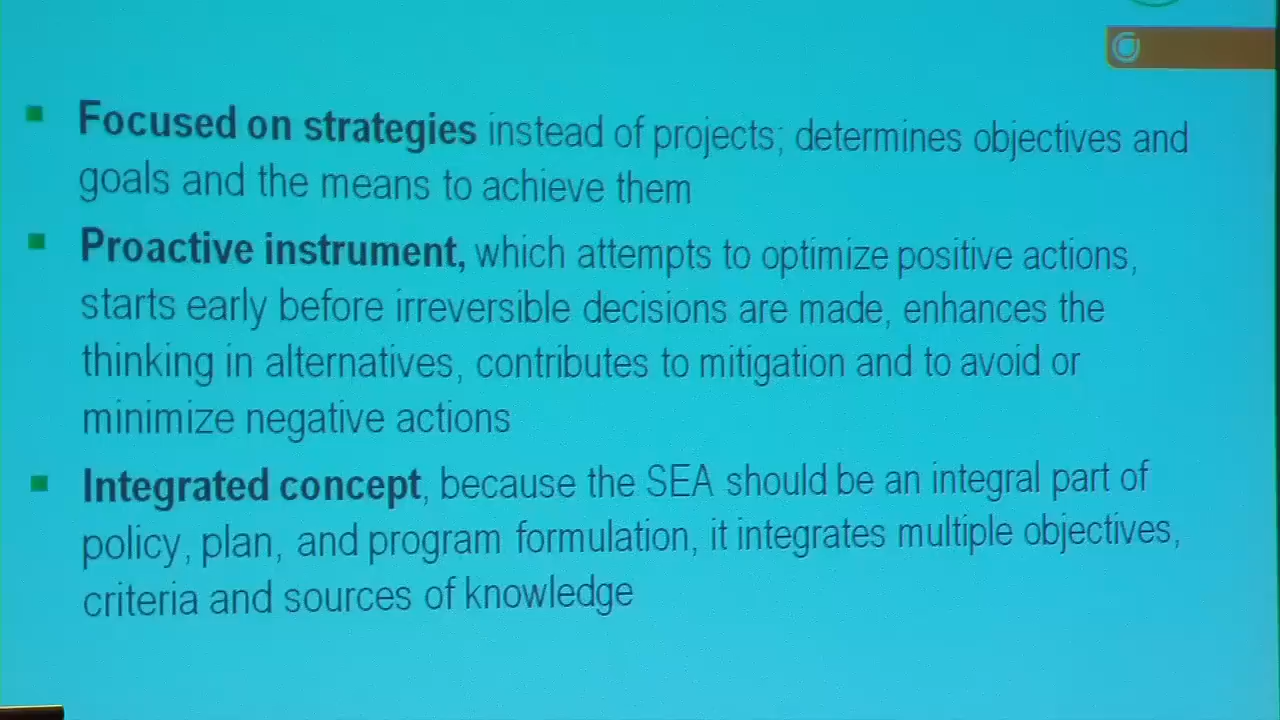 Focused on strategies instead of projects; determines objectives and
goals and the means to achieve them
Proactive instrument, which attempts to optimize positive actions,
starts early before irreversible decisions are made, enhances the
thinking in alternatives, contributes to mitigation and to avoid or
minimize negative actions
Integrated concept, because the SEA should be an integral part of
policy, plan, and program formulation, it integrates multiple objectives,
criteria and sources of knowledge